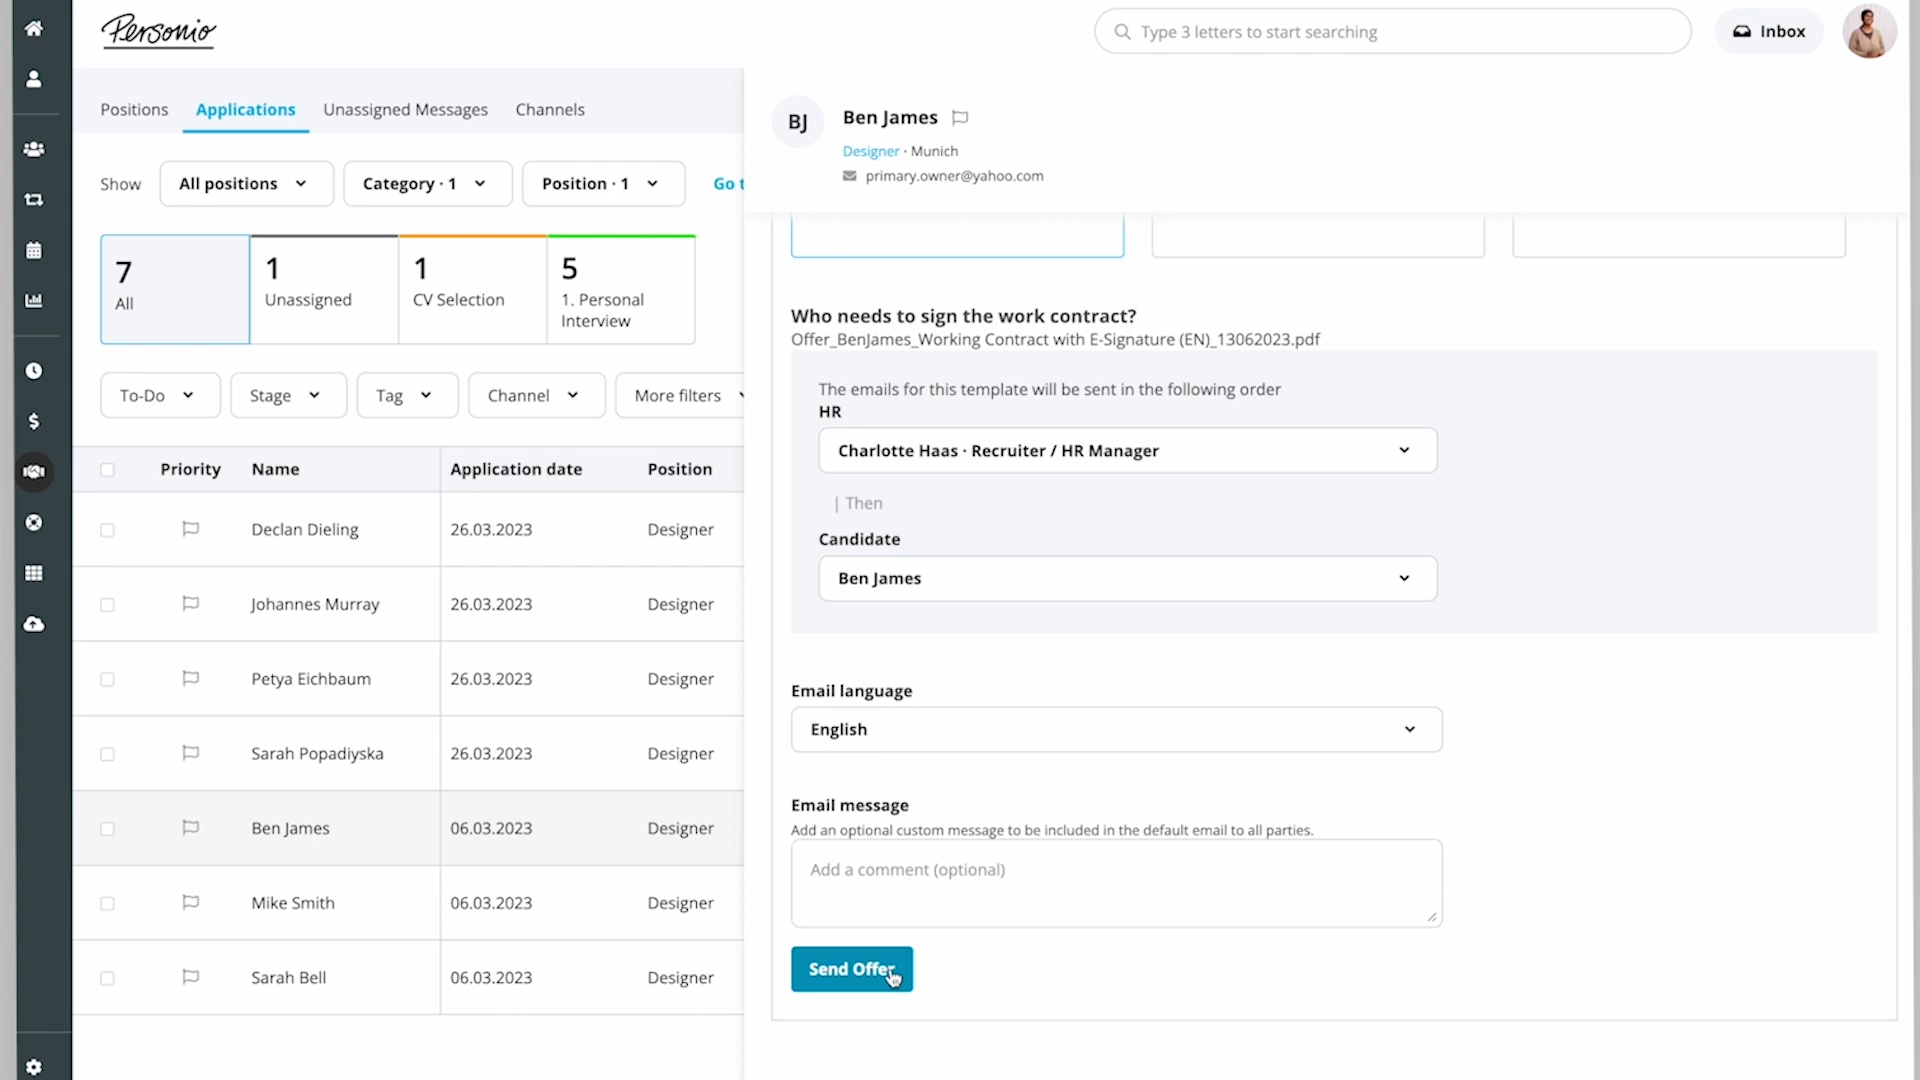 Personio
Type 3 letters to start searching
Inbox
Positions
Applications
Unassigned Messages
Channels
Show
All positions
Category · 1
Position · 1
Go t
7
All
1
Unassigned
1
CV Selection
5
1. Personal
Interview
To-Do
Stage
Tag
Channel
More filters
Priority
Name
Application date
Position
Declan Dieling
26.03.2023
Designer
Johannes Murray
26.03.2023
Designer
Petya Eichbaum
26.03.2023
Designer
Sarah Popadiyska
26.03.2023
Designer
Ben James
06.03.2023
Designer
Mike Smith
06.03.2023
Designer
Sarah Bell
06.03.2023
Designer
BJ
Ben James
Designer · Munich
primary.owner@yahoo.com
Who needs to sign the work contract?
Offer_BenJames_Working Contract with E-Signature (EN)_13062023.pdf
The emails for this template will be sent in the following order
HR
Charlotte Haas · Recruiter / HR Manager
| Then
Candidate
Ben James
Email language
English
Email message
Add an optional custom message to be included in the default email to all parties.
Add a comment (optional)
Send Offer